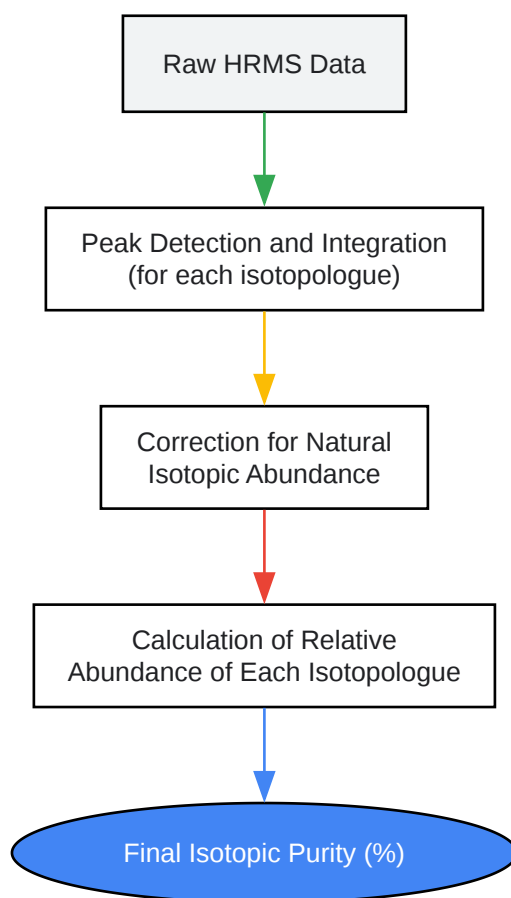 Raw HRMS Data
Peak Detection and Integration
(for each isotopologue)
Correction for Natural
Isotopic Abundance
Calculation of Relative
Abundance of Each Isotopologue
Final Isotopic Purity (%)